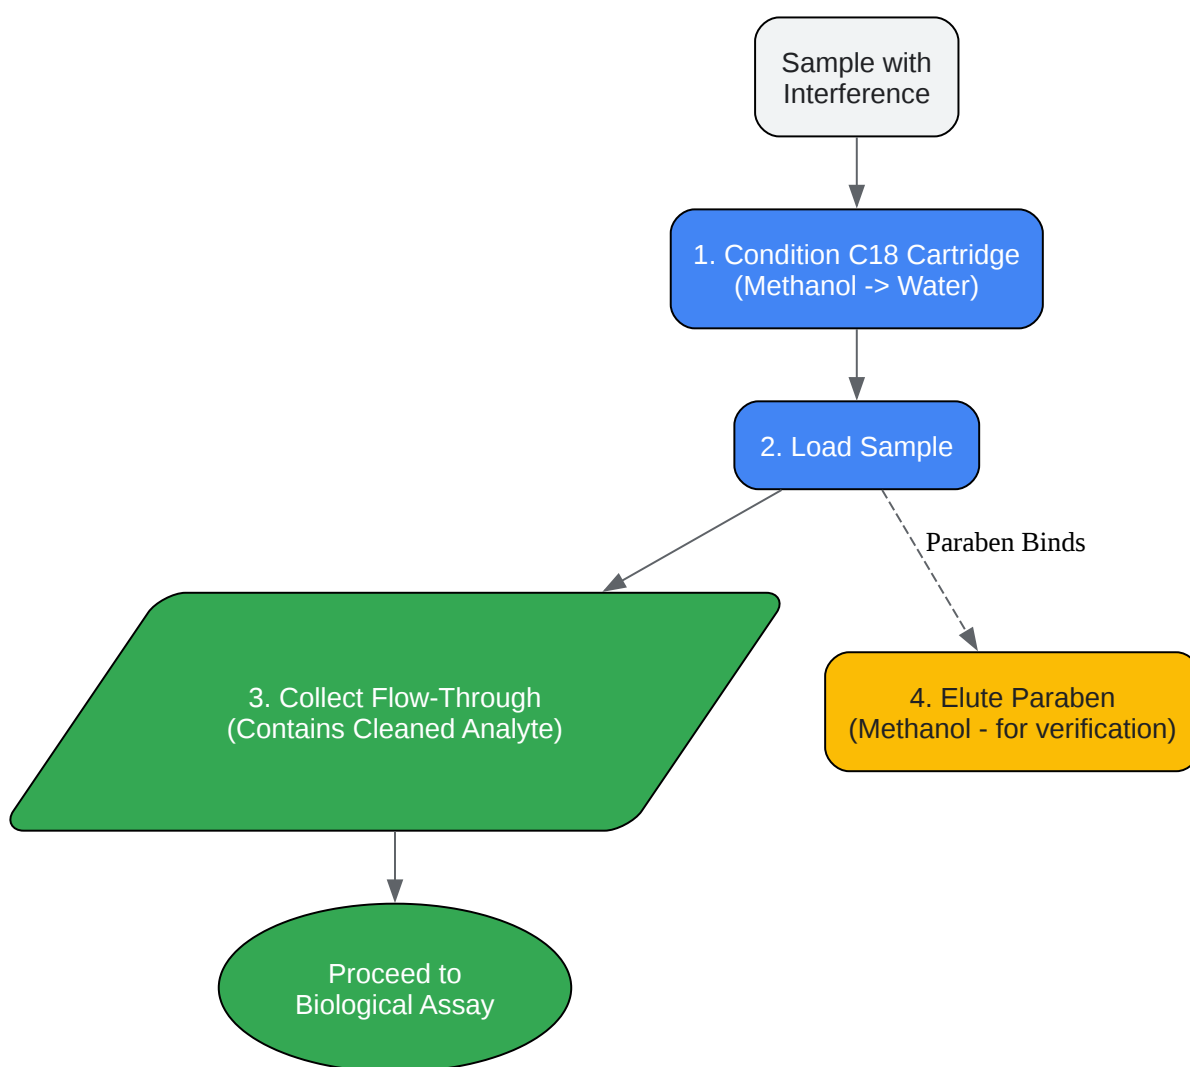 Sample with
Interference
1. Condition C18 Cartridge
(Methanol -> Water)
2. Load Sample
Paraben Binds
3. Collect Flow-Through
(Contains Cleaned Analyte)
4. Elute Paraben
(Methanol - for verification)
Proceed to
Biological Assay